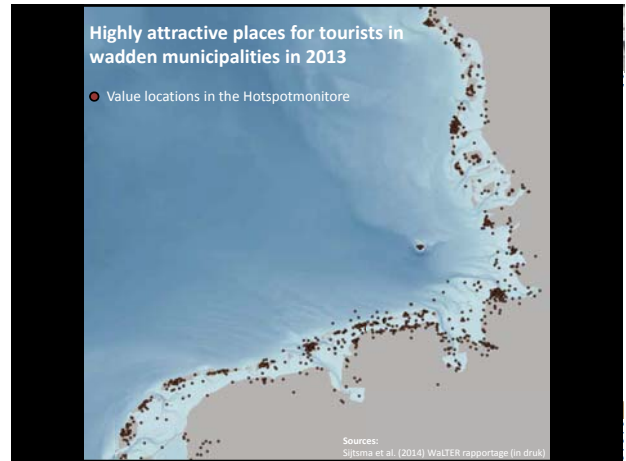 Highly attractive places for tourists in
wadden municipalities in 2013
Value locations in the Hotspotmonitore
Sources:
Sijtsma et al. (2014) WaLTER rapportage (in druk)